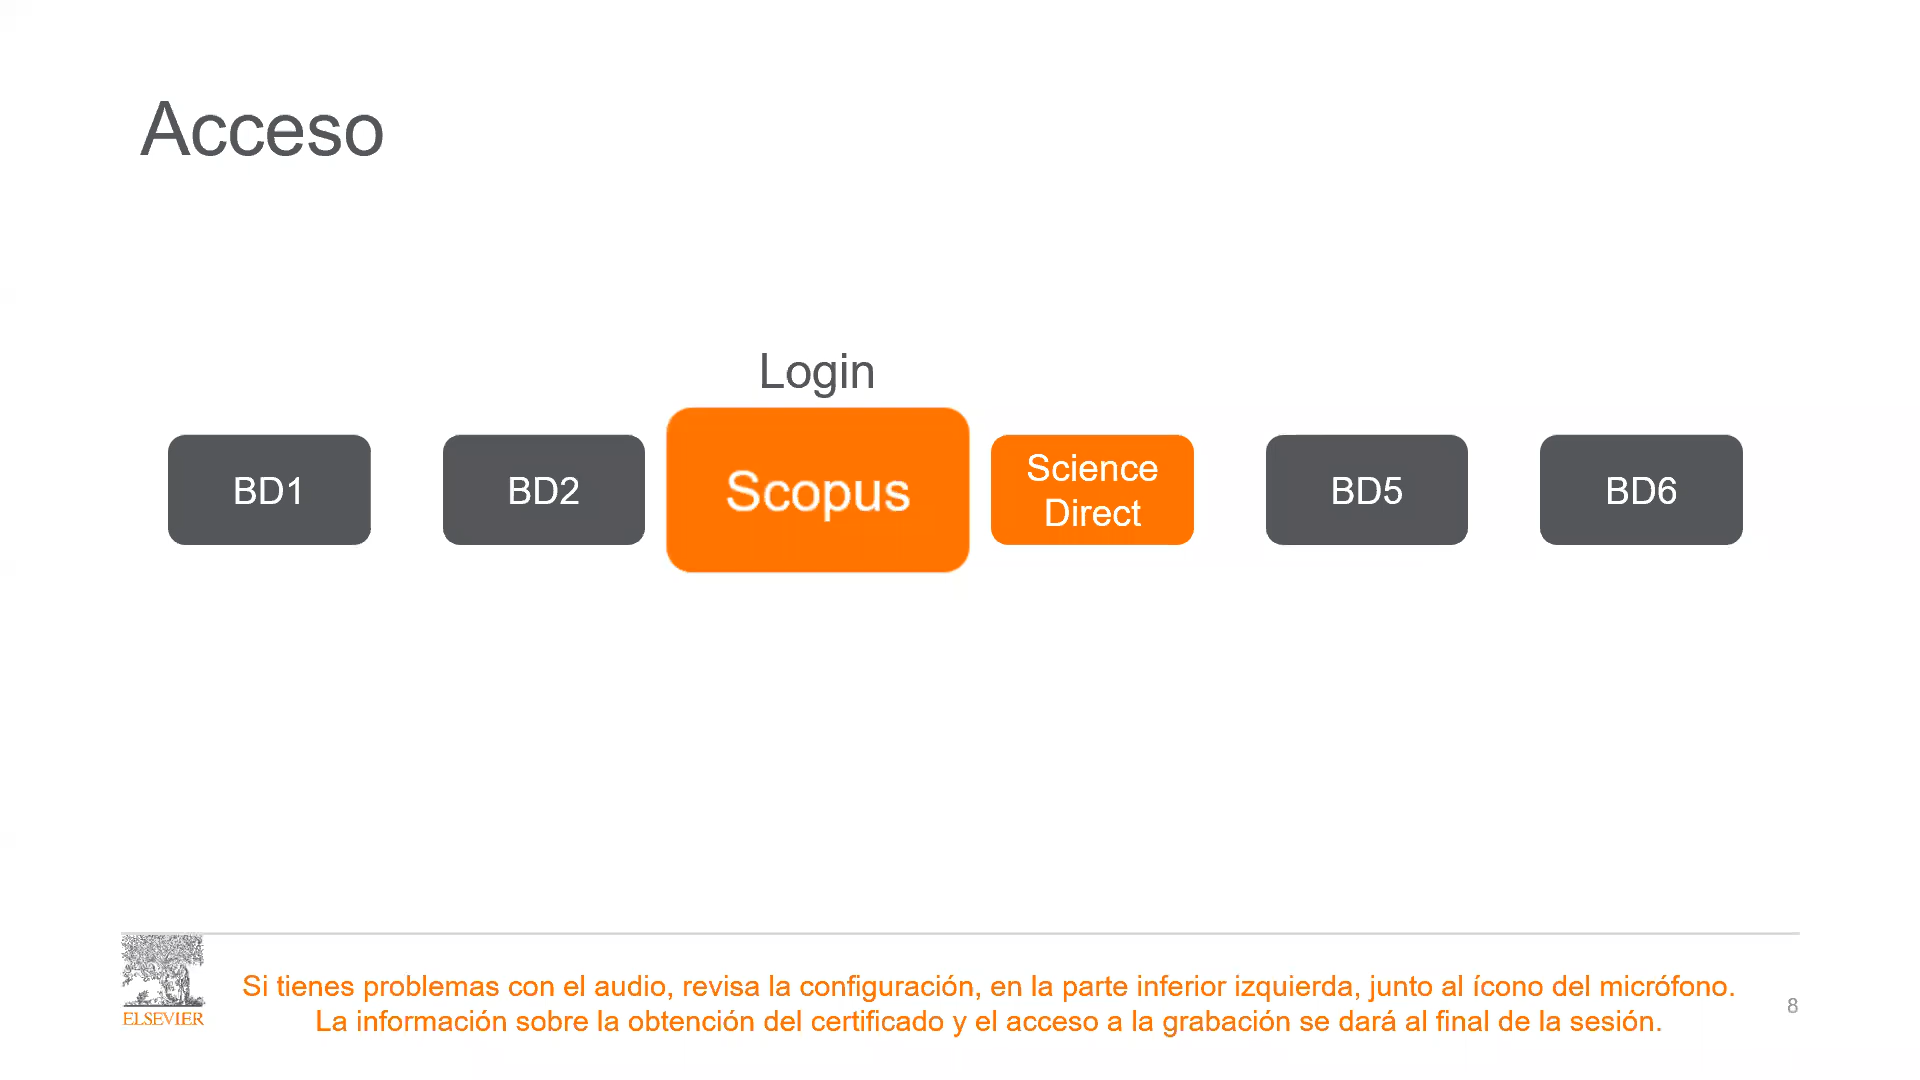 Acceso
Login
BD1
BD2
Scopus
Science
Direct
BD5
BD6
ELSEVIER
Si tienes problemas con el audio, revisa la configuración, en la parte inferior izquierda, junto al ícono del micrófono.
La información sobre la obtención del certificado y el acceso a la grabación se dará al final de la sesión.
8